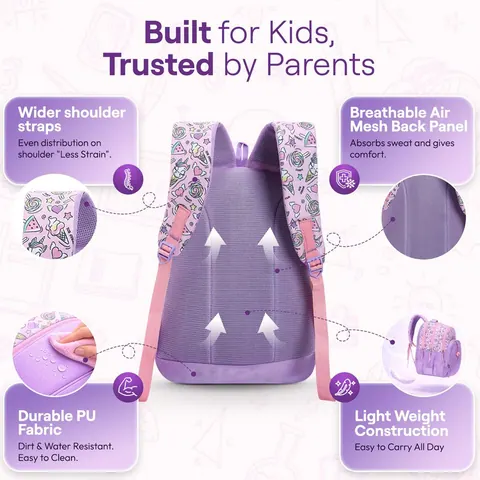 Built for Kids,
Trusted by Parents
Wider shoulder
straps
Even distribution on
shoulder "Less Strain".
Breathable Air
Mesh Back Panel
Absorbs sweat and gives
comfort.
Durable PU
Fabric
Dirt & Water Resistant.
Easy to Clean.
Light Weight
Construction
Easy to Carry All Day